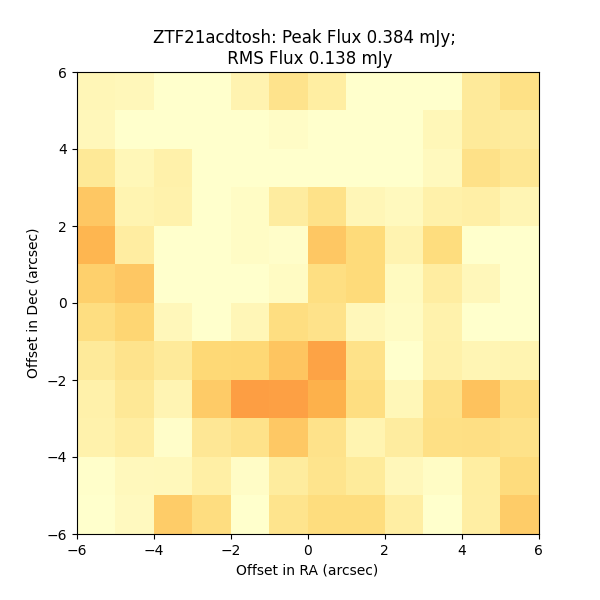 ZTF21acdtosh: Peak Flux 0.384 mJy;
RMS Flux 0.138 mJy
6
4
2
0
−2
−4
−6
Offset in Dec (arcsec)
−6 −4 −2 0 2 4 6
Offset in RA (arcsec)